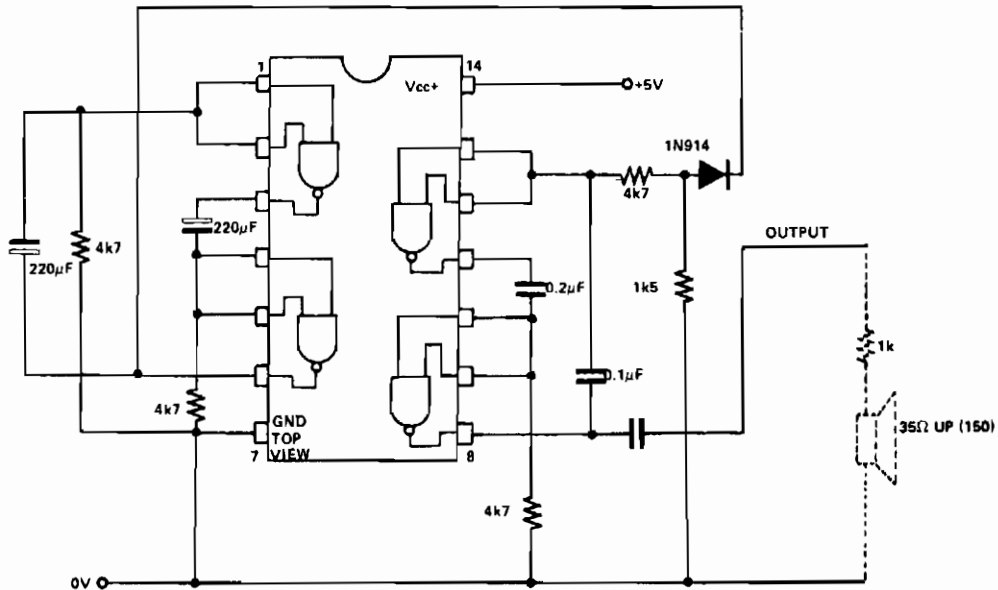 1
14
Vcc+
+5V
1N914
4k7
220µF
4k7
220µF
OUTPUT
0.2µF
1k5
1k
0.1µF
4k7
GND
TOP
VIEW
7
8
35Ω UP (150)
4k7
0V